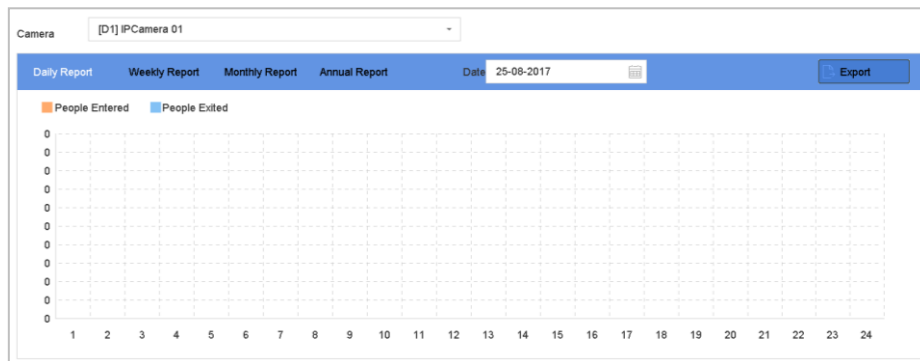 Camera [D1] IPCamera 01
Daily Report Weekly Report Monthly Report Annual Report Date 25-08-2017 Export
People Entered People Exited
0
0
0
0
0
0
0
0
0
0
0
1 2 3 4 5 6 7 8 9 10 11 12 13 14 15 16 17 18 19 20 21 22 23 24